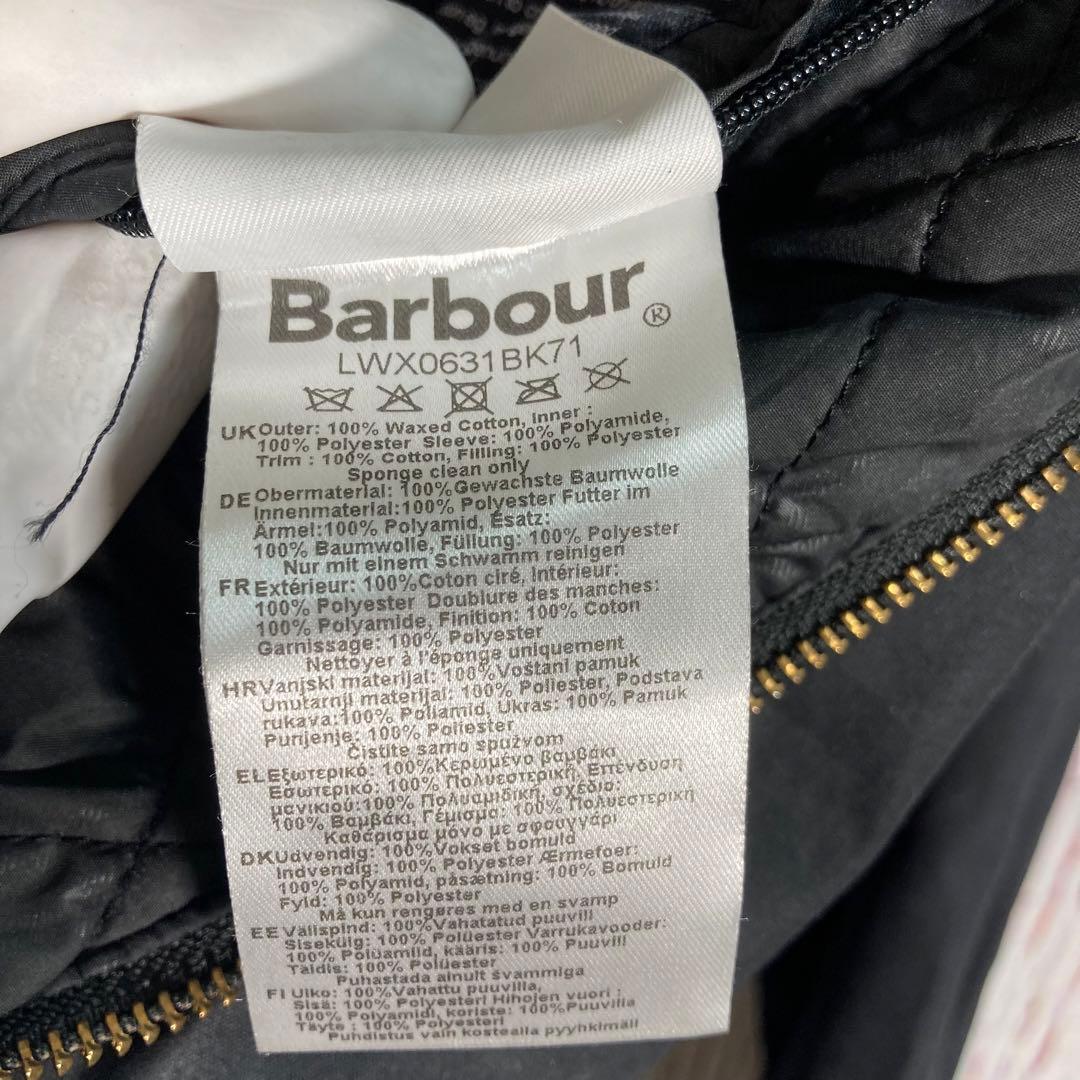 Barbour®
LWX0631BK71
UK Outer: 100% Waxed Cotton, Inner :
100% Polyester Sleeve: 100% Polyamide,
Trim : 100% Cotton, Filling: 100% Polyester
Sponge clean only
DE Obermaterial: 100%Gewachste Baumwolle
Innenmaterial:100% Polyester Futter im
Ärmel:100% Polyamid, Esatz:
100% Baumwolle, Füllung: 100% Polyester
Nur mit einem Schwamm reinigen
FR Extérieur: 100%Coton ciré, Intérieur:
100% Polyester Doublure des manches:
100% Polyamide, Finition: 100% Coton
Garnissage: 100% Polyester
Nettoyer à l'éponge uniquement
HR Vanjski materijal: 100%Voštani pamuk
Unutarnji materijal: 100% Poliester, Podstava
rukava:100% Poliamid, Ukras: 100% Pamuk
Punjenje: 100% Poliester
Čistite samo spužvom
EL Εξωτερικό: 100%Κερωμένο βαμβάκι
Εσωτερικό: 100% Πολυεστερική, Επένδυση
μανικιού:100% Πολυαμιδική, σχέδιο:
100% Βαμβάκι, Γέμισμα: 100% Πολυεστερική
Καθάρισμα μόνο με σφουγγάρι
DK Udvendig: 100%Vokset bomuld
Indvendig: 100% Polyester Ærmefoer:
100% Polyamid, påsætning: 100% Bomuld
Fyld: 100% Polyester
Må kun rengøres med en svamp
EE Välispind: 100%Vahatatud puuvill
Sisekülg: 100% Polüester Varrukavooder:
100% Polüamiid, kääris: 100% Puuvill
Täidis: 100% Polüester
Puhastada ainult švammiga
FI Ulko: 100%Vahattu puuvilla,
Sisä: 100% Polyesteri Hihojen vuori :
100% Polyamidi, koriste: 100%Puuvilla
Täyte : 100% Polyesteri
Puhdistus vain kostealla pyyhkimäll